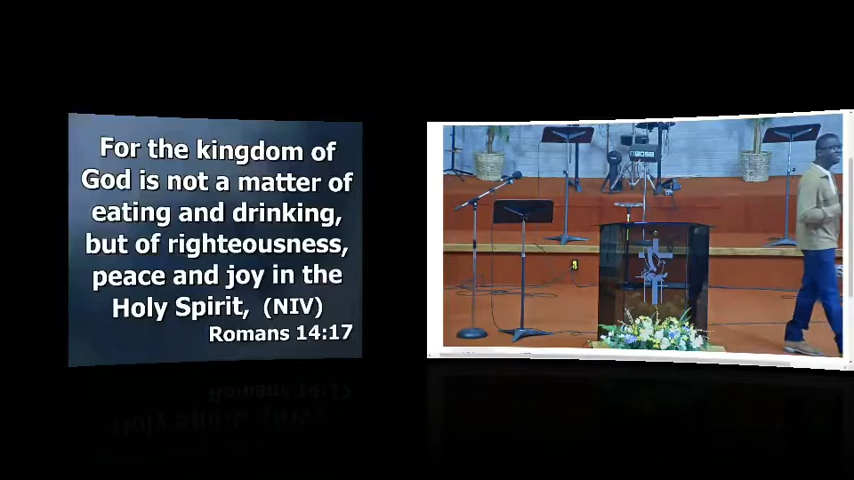 For the kingdom of
God is not a matter of
eating and drinking,
but of righteousness,
peace and joy in the
Holy Spirit, (NIV)
Romans 14:17